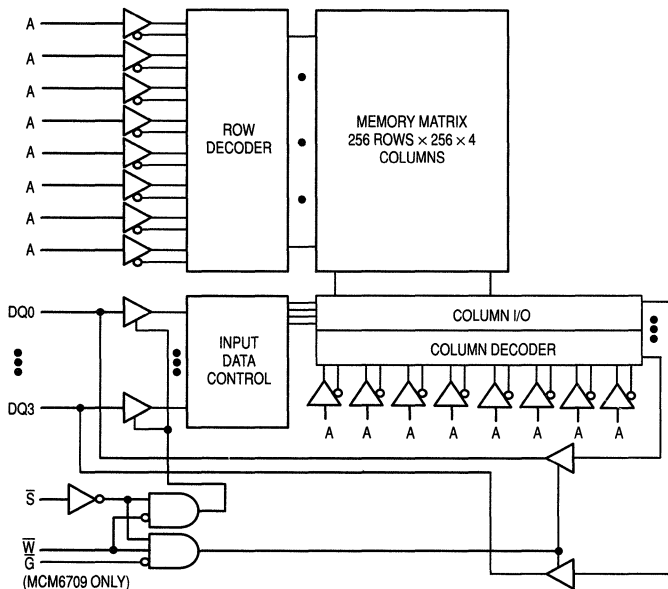 A
A
A
A
A
A
A
A
ROW
DECODER
MEMORY MATRIX
256 ROWS × 256 × 4
COLUMNS
DQ0
DQ3
INPUT
DATA
CONTROL
COLUMN I/O
COLUMN DECODER
A A A A A A A A
S̅
W̅
G̅
(MCM6709 ONLY)